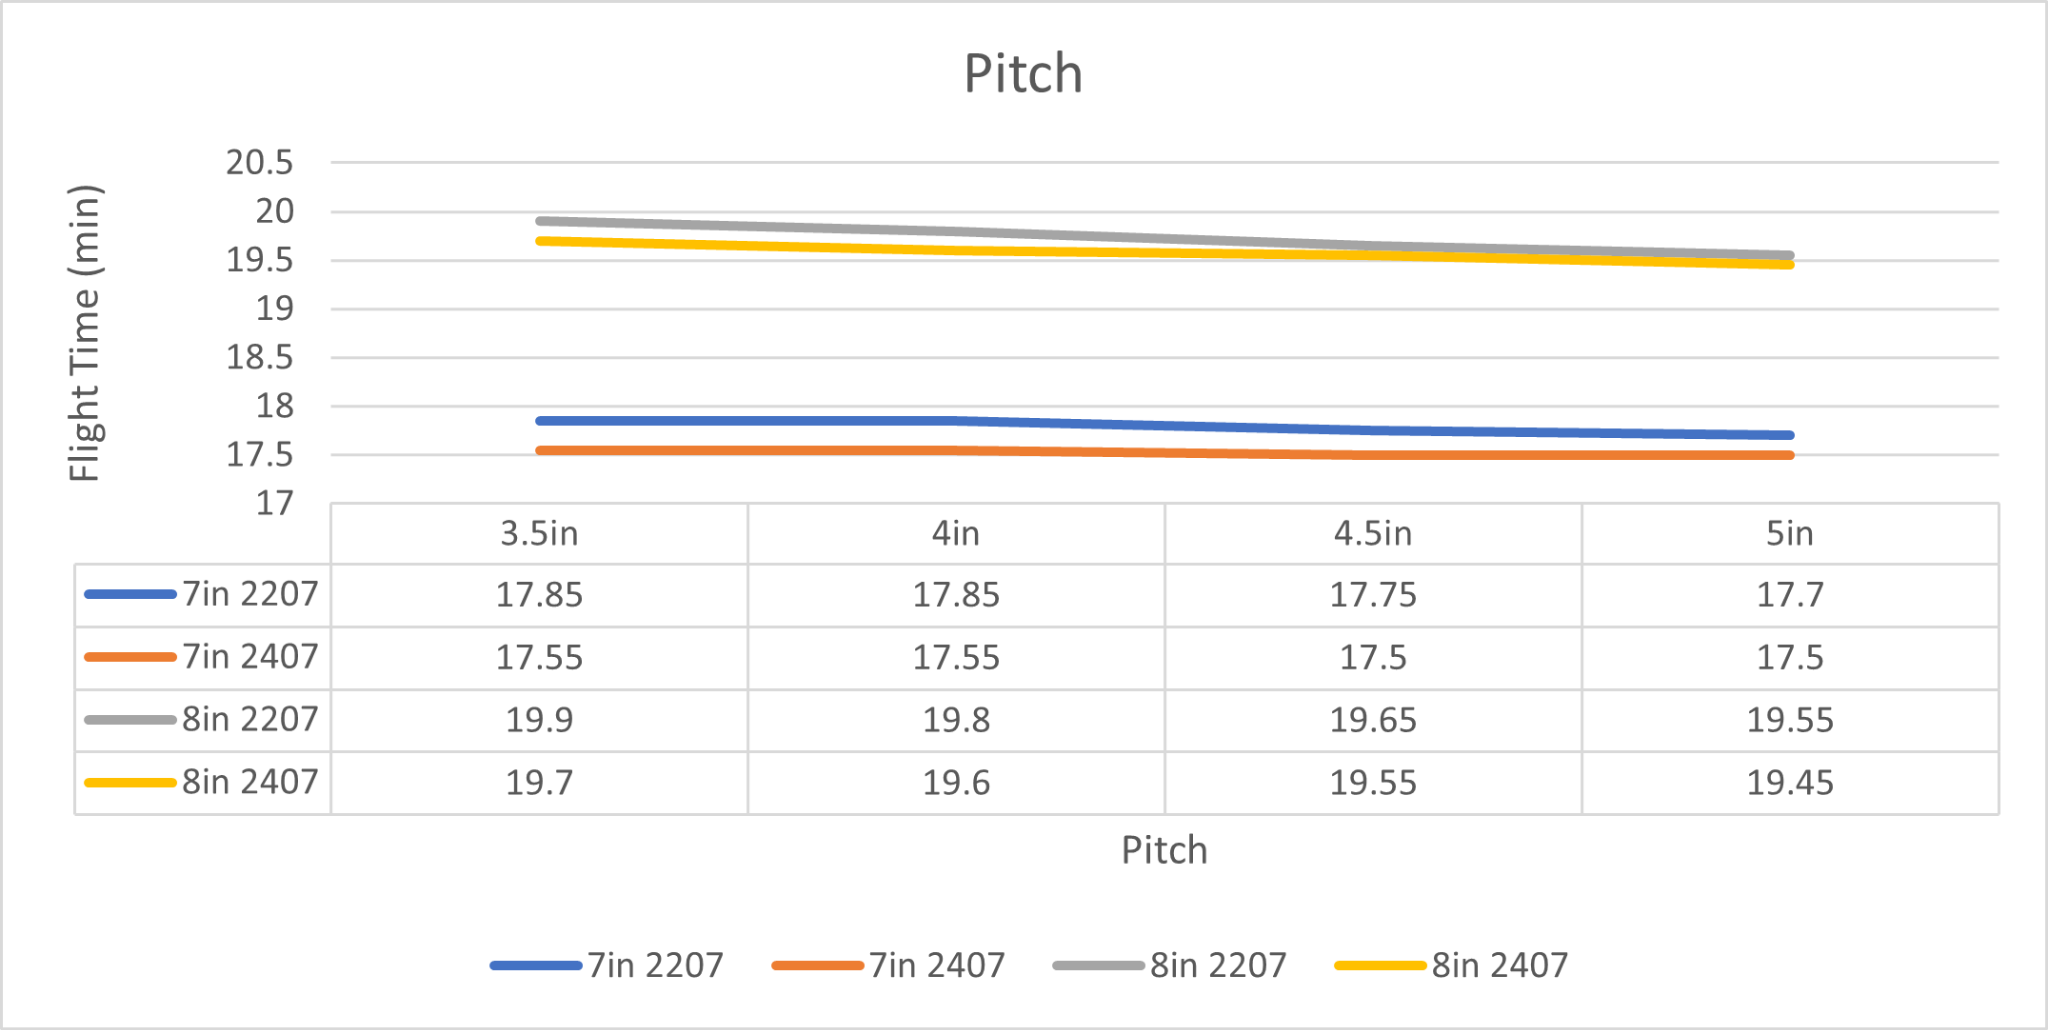 Pitch
Flight Time (min)
20.5
20
19.5
19
18.5
18
17.5
17
3.5in 4in 4.5in 5in
7in 2207 17.85 17.85 17.75 17.7
7in 2407 17.55 17.55 17.5 17.5
8in 2207 19.9 19.8 19.65 19.55
8in 2407 19.7 19.6 19.55 19.45
Pitch
7in 2207 7in 2407 8in 2207 8in 2407